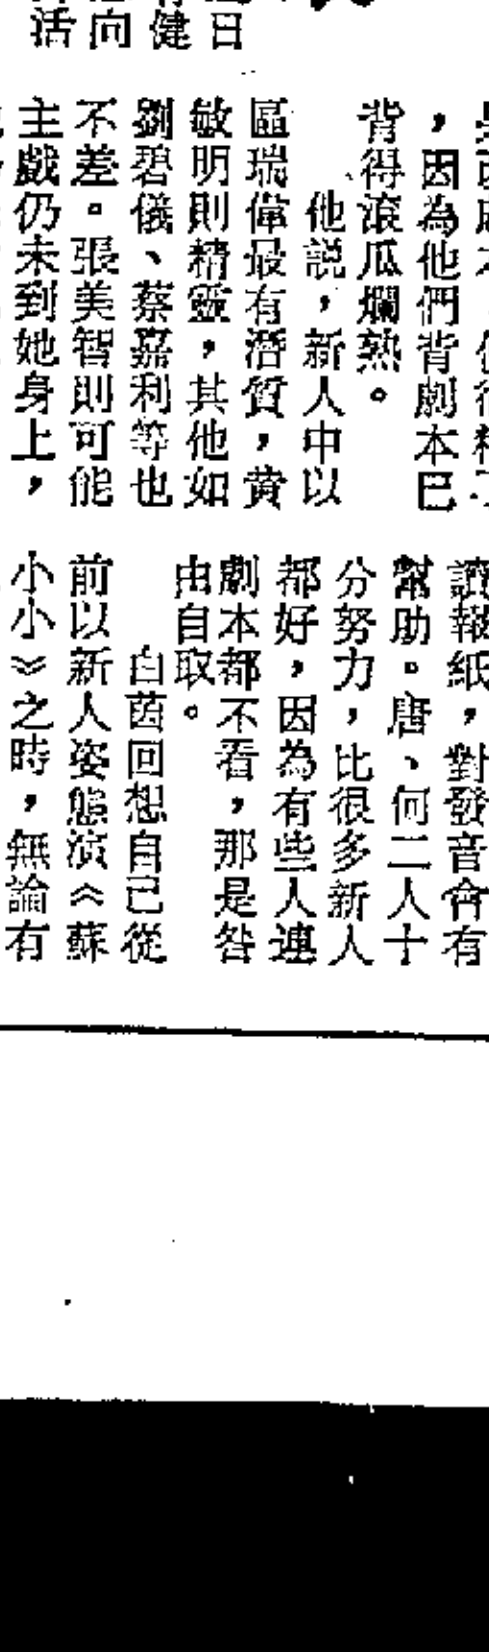 日
健
向
活
，因為他們背劇本巳
背得滾瓜爛熟。
他説，新人中以
區瑞偉最有潛質，黄
敏明則精靈，其他如
劉碧儀、蔡嘉利等也
不差。張美智則可能
主戲仍未到她身上，
讀報紙，對發音會有
幫助。唐、何二人十
分努力，比很多新人
都好，因為有些人連
劇本都不看，那是咎
由自取。
白茵回想自己從
前以新人姿態演《蘇
小小》之時，無論有